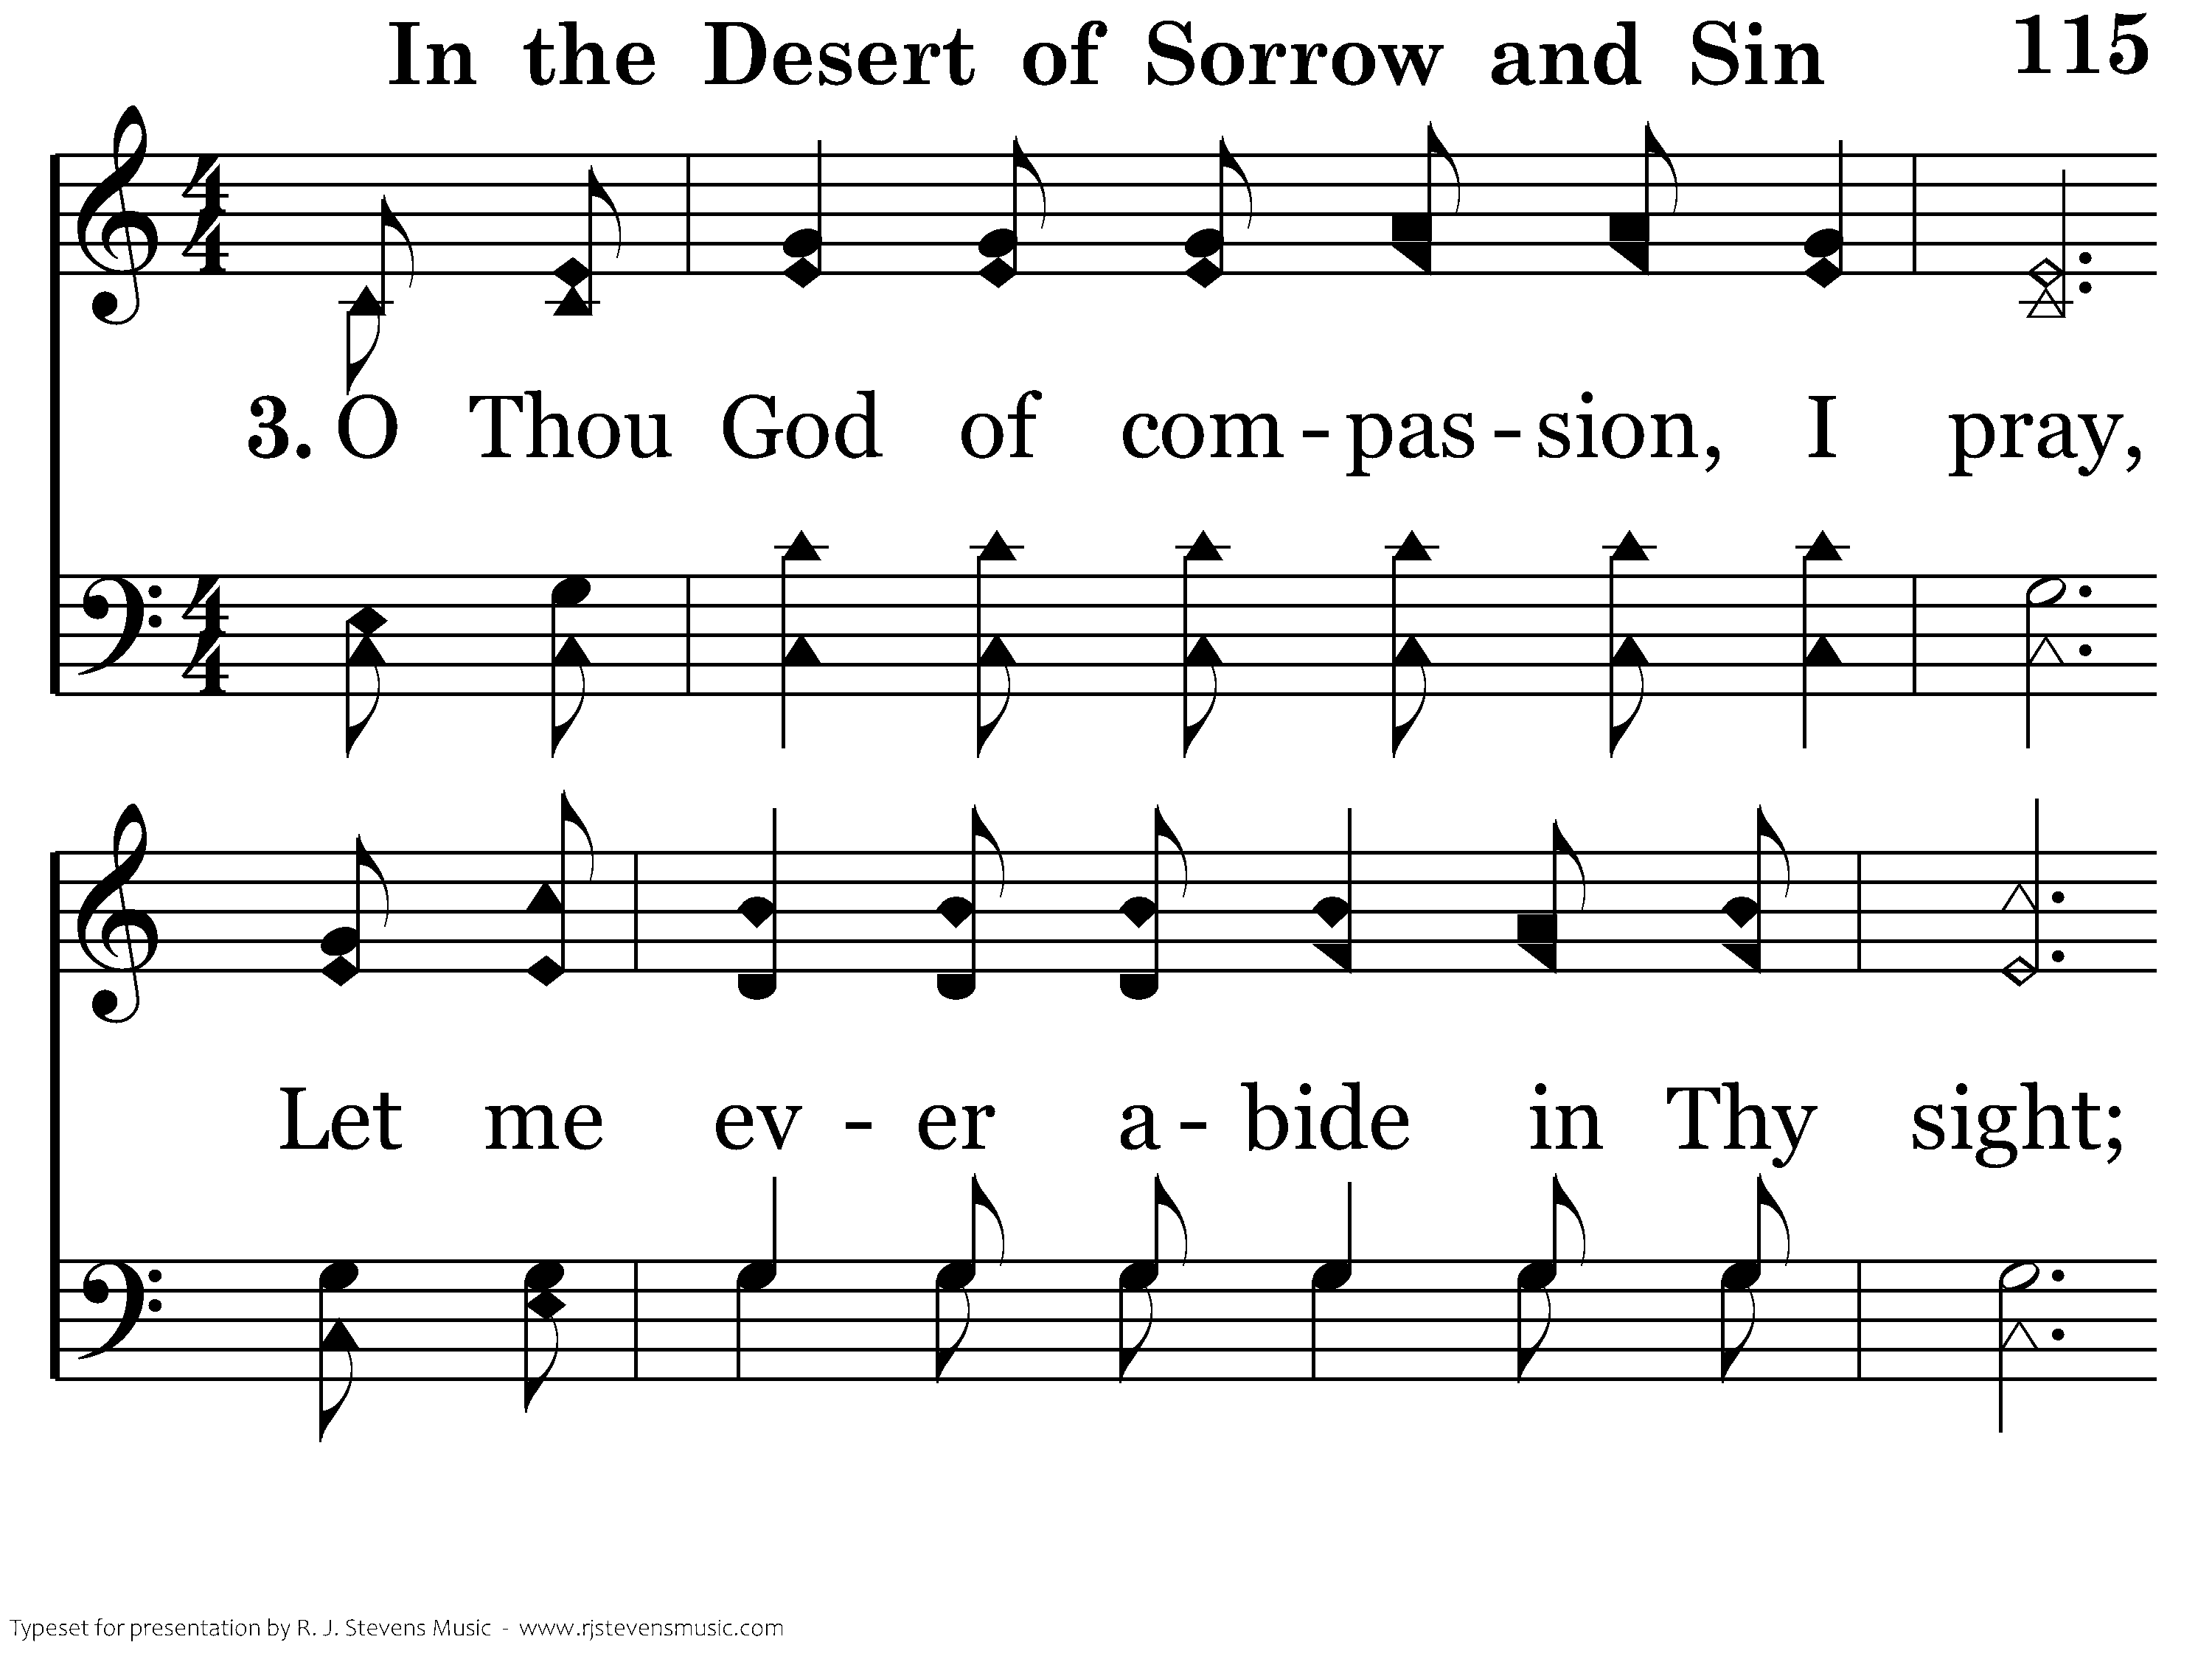 In the Desert of Sorrow and Sin 115
3. O Thou God of com - pas - sion, I pray,
Let me ev - er a - bide in Thy sight;
Typeset for presentation by R. J. Stevens Music - www.rjstevensmusic.com